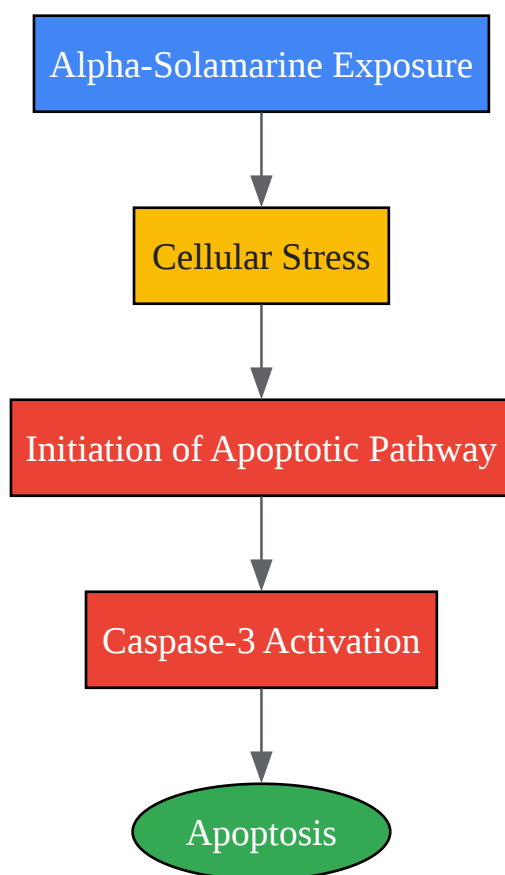 Alpha-Solamarine Exposure
Cellular Stress
Initiation of Apoptotic Pathway
Caspase-3 Activation
Apoptosis